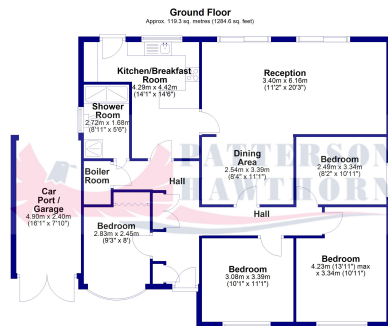 Ground Floor
Approx. 119.3 sq. metres (1284.6 sq. feet)
Kitchen/Breakfast
Room
4.29m x 4.42m
(14'1" x 14'6")
Reception
3.40m x 6.16m
(11'2" x 20'3")
Shower
Room
2.72m x 1.68m
(8'11" x 5'6")
Boiler
Room
Hall
Dining
Area
2.54m x 3.39m
(8'4" x 11'1")
Bedroom
2.49m x 3.34m
(8'2" x 10'11")
PATTERSON
HAWTHORN
Car
Port /
Garage
4.90m x 2.40m
(16'1" x 7'10")
Bedroom
2.83m x 2.45m
(9'3" x 8')
Hall
Bedroom
3.08m x 3.39m
(10'1" x 11'1")
Bedroom
4.23m (13'11") max
x 3.34m (10'11")